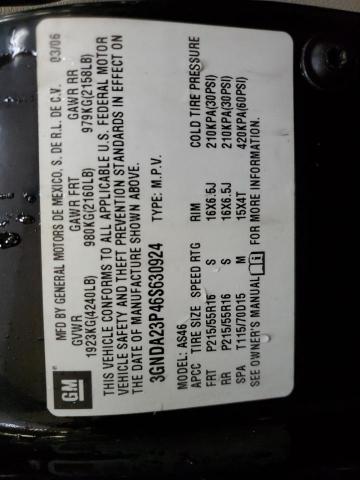 GM
MFD BY GENERAL MOTORS DE MEXICO, S. DE R.L. DE C.V. 03/06
GVWR GAWR FRT GAWR RR
1923KG(4240LB) 980KG(2160LB) 979KG(2158LB)
THIS VEHICLE CONFORMS TO ALL APPLICABLE U.S. FEDERAL MOTOR
VEHICLE SAFETY AND THEFT PREVENTION STANDARDS IN EFFECT ON
THE DATE OF MANUFACTURE SHOWN ABOVE.
3GNDA23P46S630924 TYPE: M.P.V.
MODEL: AS46
APCC TIRE SIZE SPEED RTG RIM COLD TIRE PRESSURE
FRT P215/55R16 S 16X6.5J 210KPA(30PSI)
RR P215/55R16 S 16X6.5J 210KPA(30PSI)
SPA T115/70D15 M 15X4T 420KPA(60PSI)
SEE OWNER'S MANUAL FOR MORE INFORMATION.